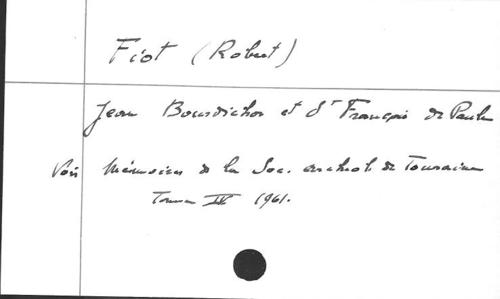 Fiot (Robert)
Jean Bourdichon et St François de Paule
Voir Mémoires de la Soc. archéol. de Touraine
Tome IV 1961.